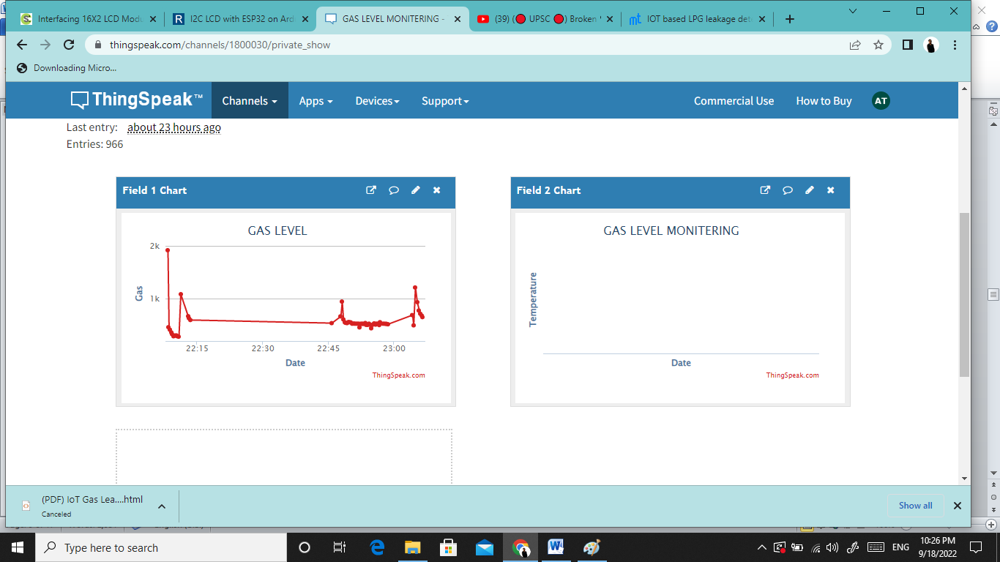 Interfacing 16X2 LCD Modu
I2C LCD with ESP32 on Ardu
GAS LEVEL MONITERING -
(39) (🔴 UPSC 🔴) Broken
IOT based LPG leakage dete
thingspeak.com/channels/1800030/private_show
Downloading Micro...
ThingSpeak™
Channels
Apps
Devices
Support
Commercial Use
How to Buy
AT
Last entry: about 23 hours ago
Entries: 966
Field 1 Chart
GAS LEVEL
2k
1k
Gas
22:15 22:30 22:45 23:00
Date
ThingSpeak.com
Field 2 Chart
GAS LEVEL MONITERING
Temperature
Date
ThingSpeak.com
(PDF) IoT Gas Lea....html
Canceled
Show all
Type here to search
ENG
10:26 PM
9/18/2022